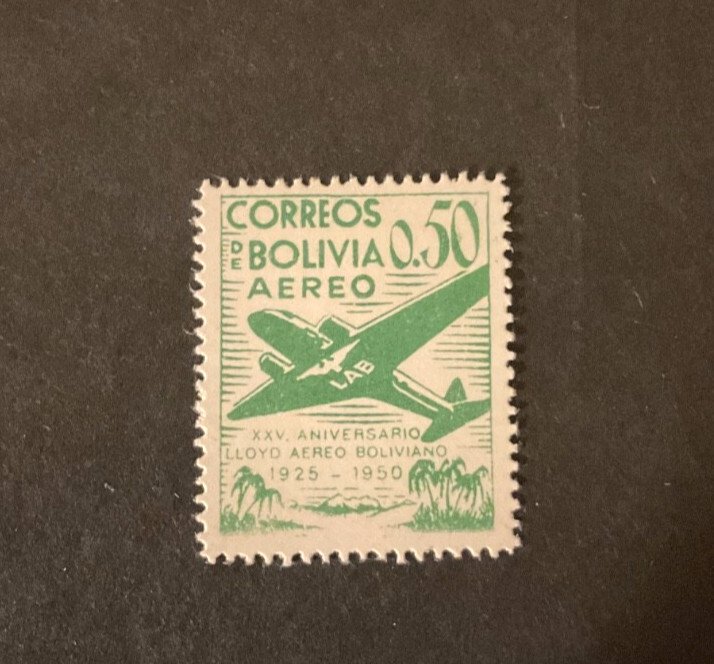 CORREOS
DE BOLIVIA 0.50
AEREO
LAB
XXV. ANIVERSARIO
LLOYD AEREO BOLIVIANO
1925 - 1950